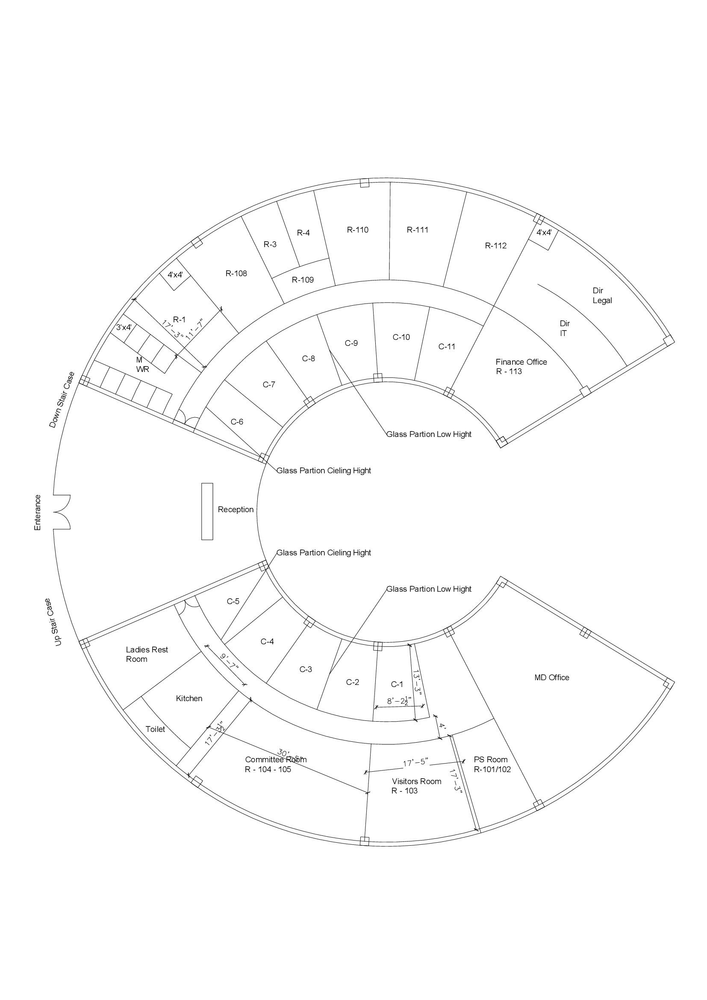 4'x4'
R-4
R-110
R-111
R-3
R-112
4'x4'
R-108
R-109
Dir
Legal
R-1
17'-3"
11'-7"
3'x4'
Dir
IT
C-10
C-9
C-11
C-8
M
WR
Finance Office
R - 113
C-7
Down Stair Case
C-6
Glass Partion Low Hight
Glass Partion Cieling Hight
Enterance
Reception
Glass Partion Cieling Hight
Glass Partion Low Hight
Up Stair Case
C-5
Ladies Rest
Room
C-4
9'-7"
C-3
C-2
C-1
13'-3"
8'-2½"
MD Office
Kitchen
Toilet
17'-3½"
4'
30'-5"
Committee Room
R - 104 - 105
17'-5"
PS Room
R-101/102
17'-3"
Visitors Room
R - 103